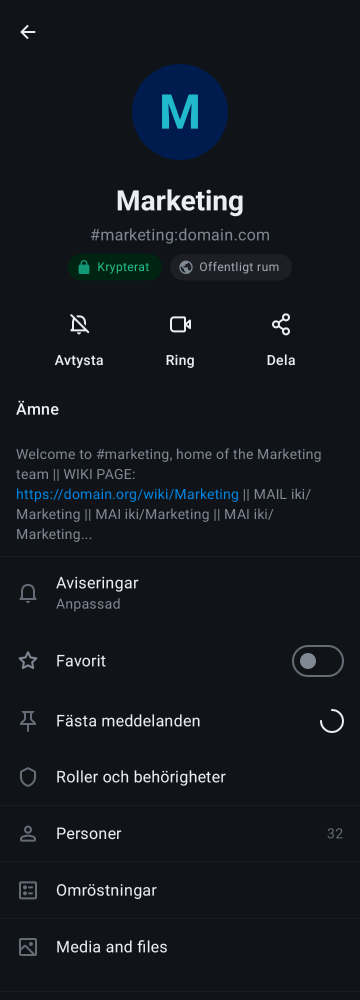 M
Marketing
#marketing:domain.com
Krypterat
Offentligt rum
Avtysta
Ring
Dela
Ämne
Welcome to #marketing, home of the Marketing
team || WIKI PAGE:
https://domain.org/wiki/Marketing || MAIL iki/
Marketing || MAI iki/Marketing || MAI iki/
Marketing...
Aviseringar
Anpassad
Favorit
Fästa meddelanden
Roller och behörigheter
Personer 32
Omröstningar
Media and files